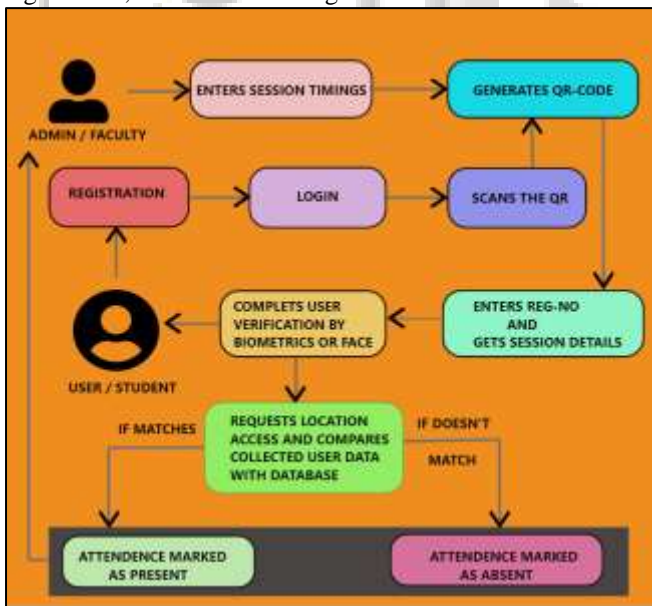 ENTERS SESSION TIMINGS
GENERATES QR-CODE
ADMIN / FACULTY
REGISTRATION
LOGIN
SCANS THE QR
COMPLETS USER
VERIFICATION BY
BIOMETRICS OR FACE
ENTERS REG-NO
AND
GETS SESSION DETAILS
USER / STUDENT
IF MATCHES
REQUESTS LOCATION
ACCESS AND COMPARES
COLLECTED USER DATA
WITH DATABASE
IF DOESN'T
MATCH
ATTENDENCE MARKED
AS PRESENT
ATTENDENCE MARKED
AS ABSENT